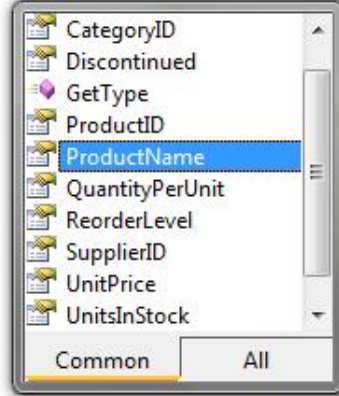 CategoryID
Discontinued
GetType
ProductID
ProductName
QuantityPerUnit
ReorderLevel
SupplierID
UnitPrice
UnitsInStock
Common All